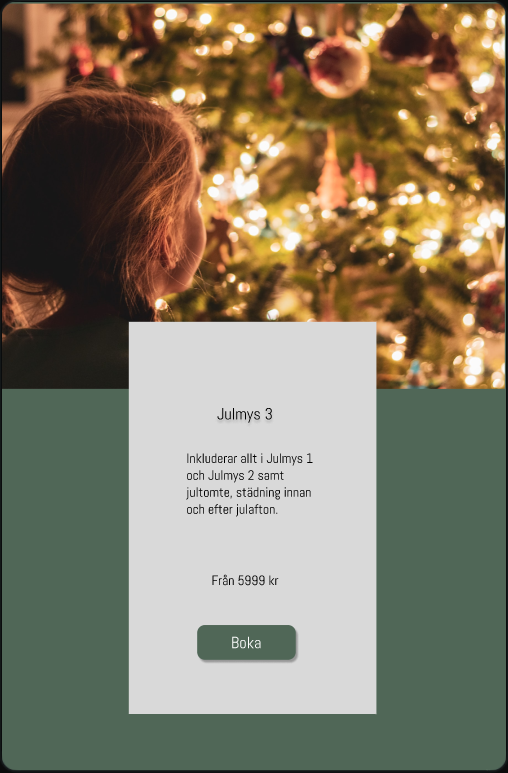 Julmys 3
Inkluderar allt i Julmys 1
och Julmys 2 samt
jultomte, städning innan
och efter julafton.
Från 5999 kr
Boka